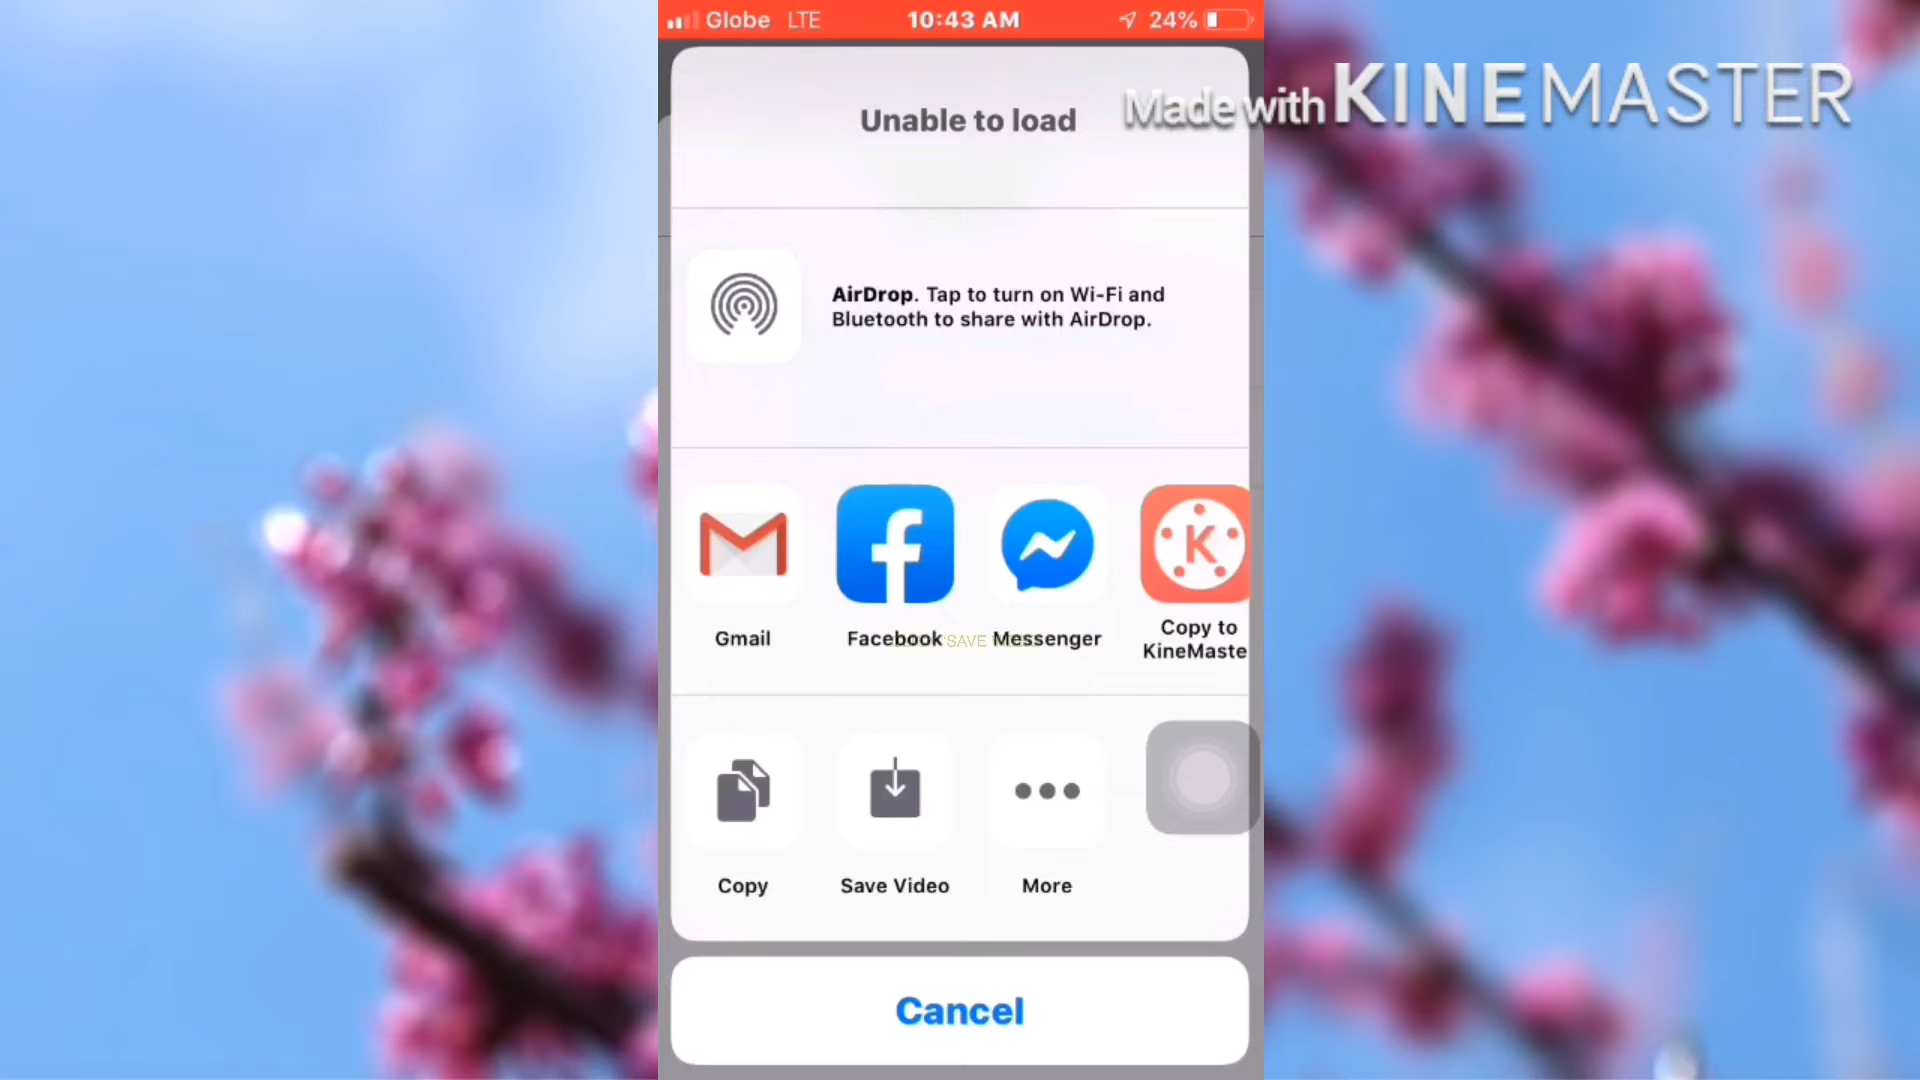 Globe LTE 10:43 AM 24%
Made with KINEMASTER
Unable to load
AirDrop. Tap to turn on Wi-Fi and
Bluetooth to share with AirDrop.
Gmail
Facebook
SAVE
Messenger
Copy to
KineMaste
Copy
Save Video
More
Cancel